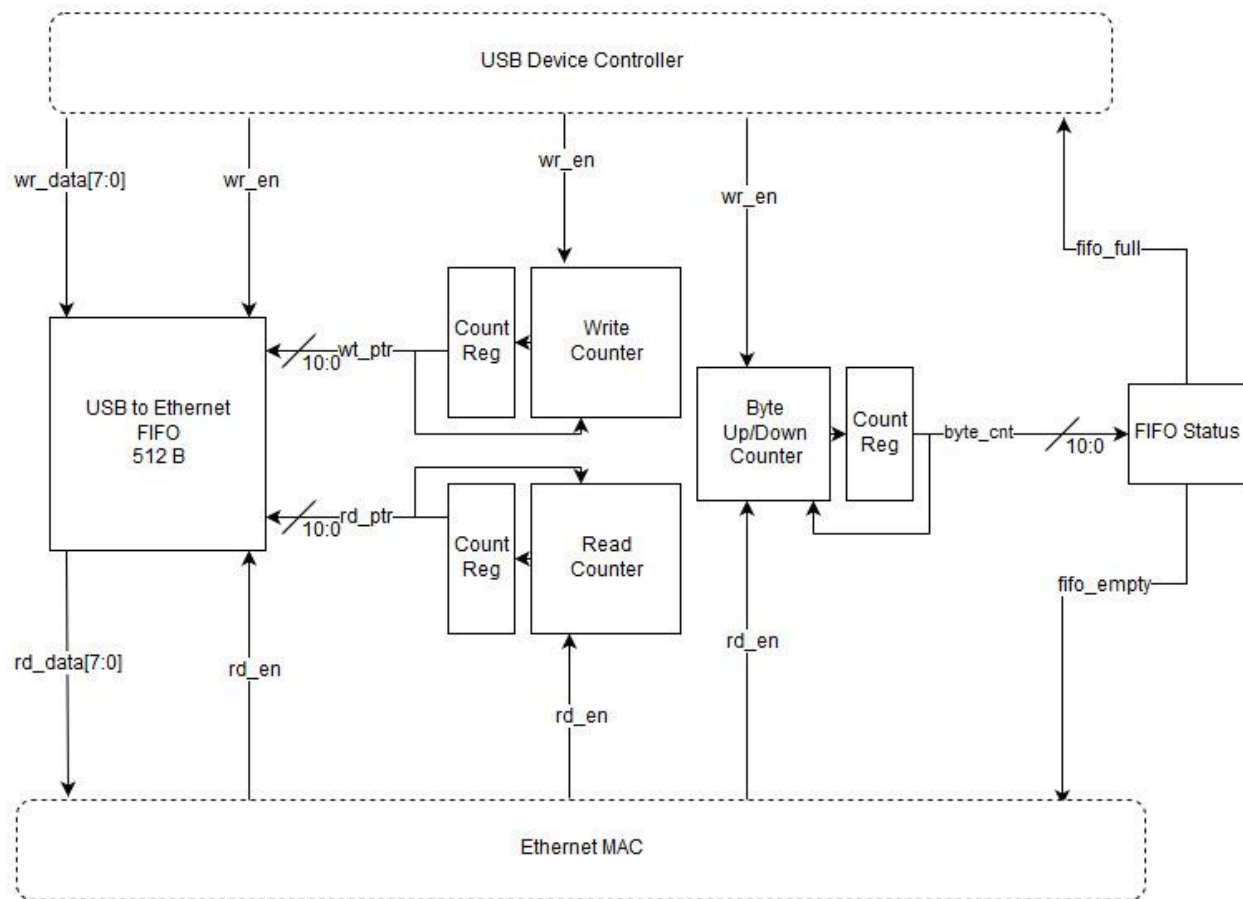 USB Device Controller
wr_data[7:0]
wr_en
wr_en
wr_en
fifo_full
Count
Reg
Write
Counter
wt_ptr
10:0
USB to Ethernet
FIFO
512 B
Byte
Up/Down
Counter
Count
Reg
byte_cnt
10:0
FIFO Status
rd_ptr
10:0
Count
Reg
Read
Counter
fifo_empty
rd_data[7:0]
rd_en
rd_en
rd_en
Ethernet MAC